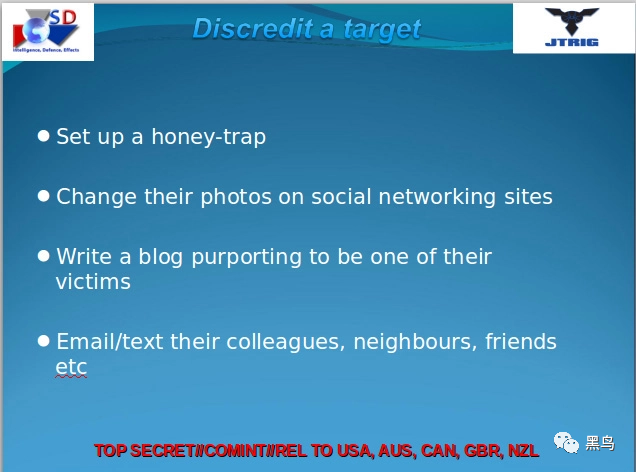 SD
Intelligence, Defence, Effects
Discredit a target
JTRIG
● Set up a honey-trap
● Change their photos on social networking sites
● Write a blog purporting to be one of their
victims
● Email/text their colleagues, neighbours, friends
etc
TOP SECRET//COMINT//REL TO USA, AUS, CAN, GBR, NZL
黑鸟